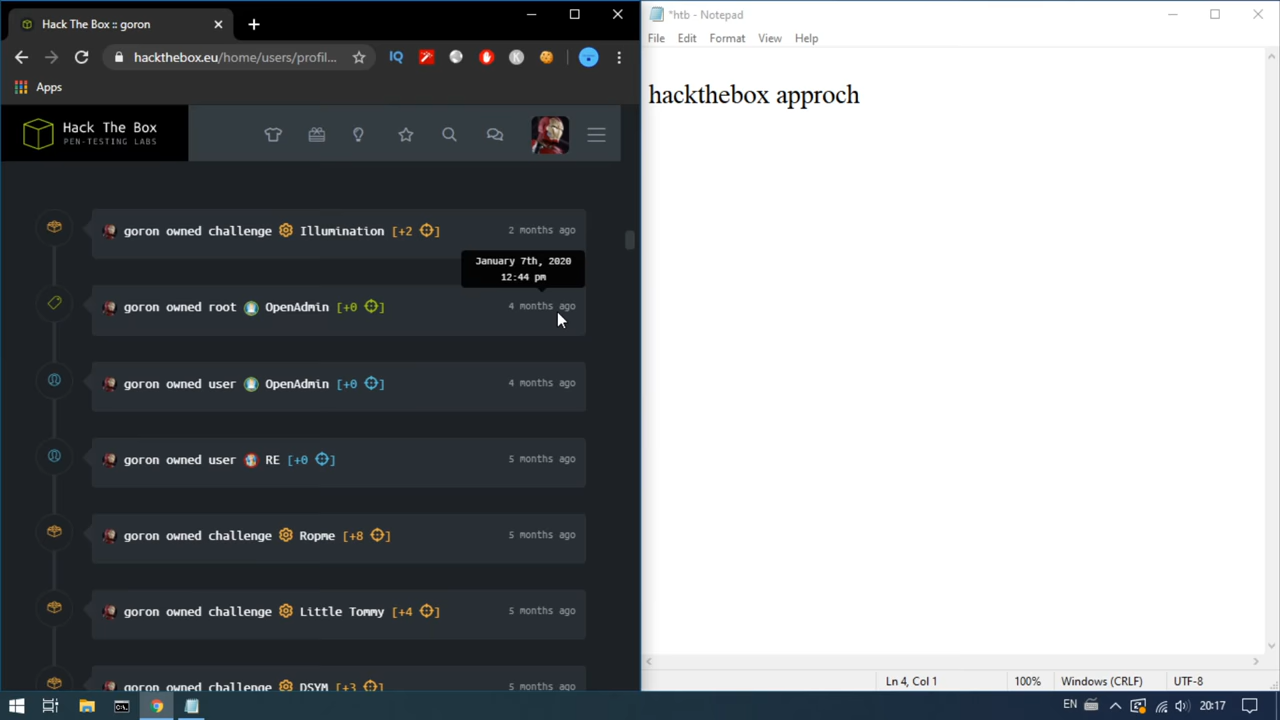 Hack The Box :: goron
hackthebox.eu/home/users/profil...
Apps
Hack The Box
PEN-TESTING LABS
goron owned challenge Illumination [+2 ]
2 months ago
January 7th, 2020
12:44 pm
goron owned root OpenAdmin [+0 ]
4 months ago
goron owned user OpenAdmin [+0 ]
4 months ago
goron owned user RE [+0 ]
5 months ago
goron owned challenge Ropme [+8 ]
5 months ago
goron owned challenge Little Tommy [+4 ]
5 months ago
goron owned challenge DSYM [+3 ]
5 months ago
*htb - Notepad
File Edit Format View Help
hackthebox approch
Ln 4, Col 1 100% Windows (CRLF) UTF-8
EN 20:17